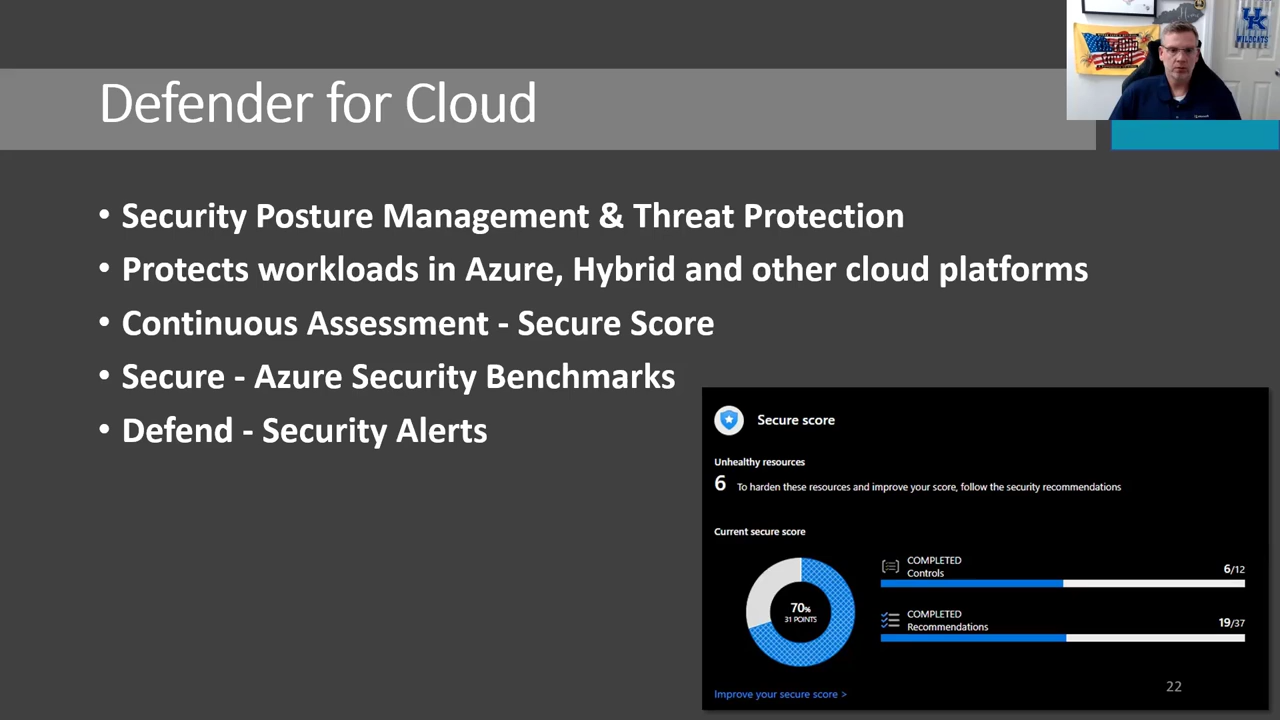 Defender for Cloud
UK
WILDCATS
• Security Posture Management & Threat Protection
• Protects workloads in Azure, Hybrid and other cloud platforms
• Continuous Assessment - Secure Score
• Secure - Azure Security Benchmarks
• Defend - Security Alerts
Secure score
Unhealthy resources
6 To harden these resources and improve your score, follow the security recommendations
Current secure score
70%
31 POINTS
COMPLETED
Controls
6/12
COMPLETED
Recommendations
19/37
Improve your secure score >
22